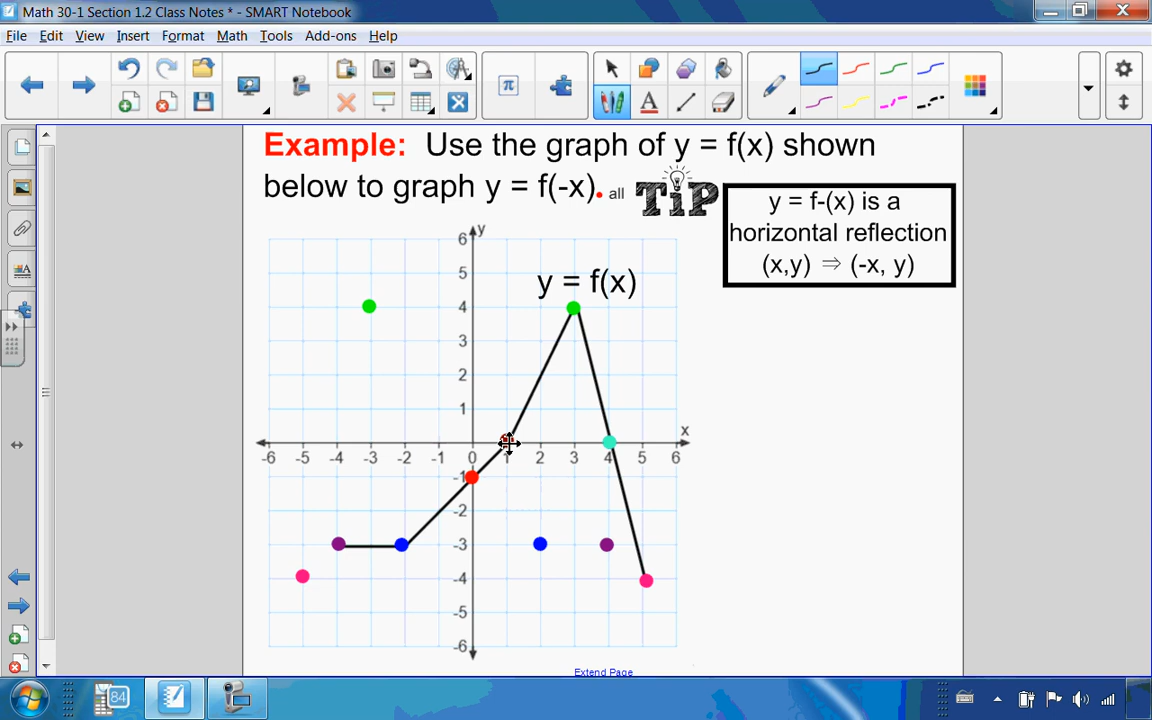 Math 30-1 Section 1.2 Class Notes * - SMART Notebook
File Edit View Insert Format Math Tools Add-ons Help
π
A
Example: Use the graph of y = f(x) shown
below to graph y = f(-x). all TiP
y = f-(x) is a
horizontal reflection
(x,y) ⇒ (-x, y)
y
6
5
y = f(x)
4
3
2
1
x
-6 -5 -4 -3 -2 -1 0 1 2 3 4 5 6
-1
-2
-3
-4
-5
-6
Extend Page
84